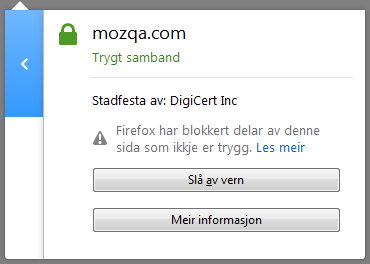 mozqa.com
Trygt samband
Stadfesta av: DigiCert Inc
Firefox har blokkert delar av denne
sida som ikkje er trygg. Les meir
Slå av vern
Meir informasjon